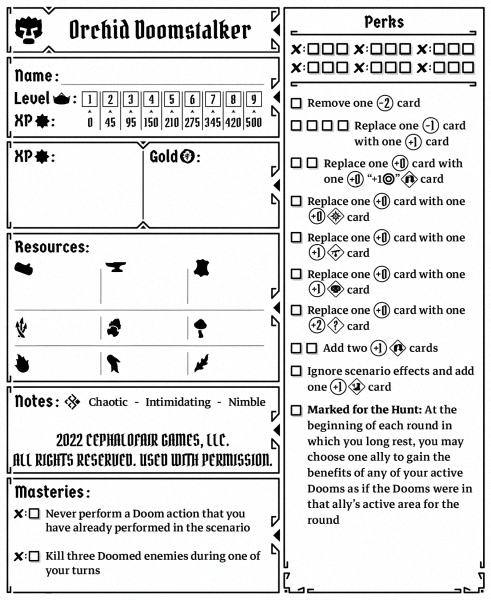 Orchid Doomstalker
Name:
Level : 1 2 3 4 5 6 7 8 9
XP : 0 45 95 150 210 275 345 420 500
XP : Gold :
Resources:
Notes: Chaotic - Intimidating - Nimble
2022 CEPHALOFAIR GAMES, LLC.
ALL RIGHTS RESERVED. USED WITH PERMISSION.
Masteries:
Never perform a Doom action that you
have already performed in the scenario
Kill three Doomed enemies during one of
your turns
Perks
Remove one -2 card
Replace one -1 card
with one +1 card
Replace one +0 card with
one +0 “+1 ” card
Replace one +0 card with one
+0 card
Replace one +0 card with one
+1 card
Replace one +0 card with one
+1 card
Replace one +0 card with one
+2 ? card
Add two +1 cards
Ignore scenario effects and add
one +1 card
Marked for the Hunt: At the
beginning of each round in
which you long rest, you may
choose one ally to gain the
benefits of any of your active
Dooms as if the Dooms were in
that ally’s active area for the
round